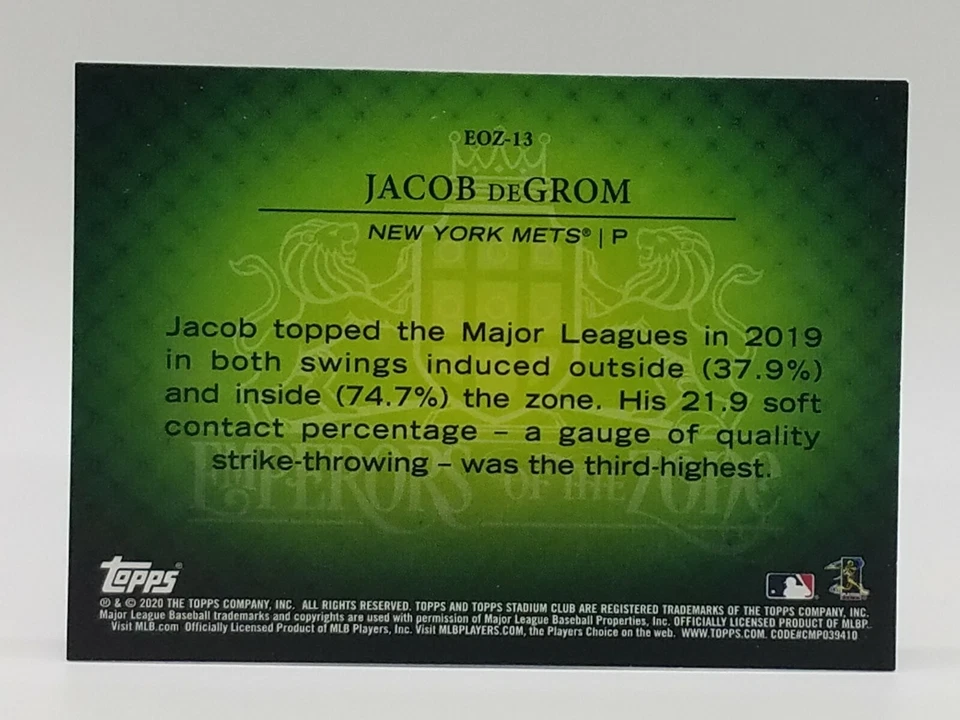 EOZ-13
JACOB DEGROM
NEW YORK METS® | P
Jacob topped the Major Leagues in 2019
in both swings induced outside (37.9%)
and inside (74.7%) the zone. His 21.9 soft
contact percentage – a gauge of quality
strike-throwing – was the third-highest.
EMPERORS OF THE ZONE
TOPPS®
® & © 2020 THE TOPPS COMPANY, INC. ALL RIGHTS RESERVED. TOPPS AND TOPPS STADIUM CLUB ARE REGISTERED TRADEMARKS OF THE TOPPS COMPANY, INC.
Major League Baseball trademarks and copyrights are used with permission of Major League Baseball Properties, Inc. OFFICIALLY LICENSED PRODUCT OF MLBP.
Visit MLB.com Officially Licensed Product of MLB Players, Inc. Visit MLBPLAYERS.COM, the Players Choice on the web. WWW.TOPPS.COM. CODE#CMP039410